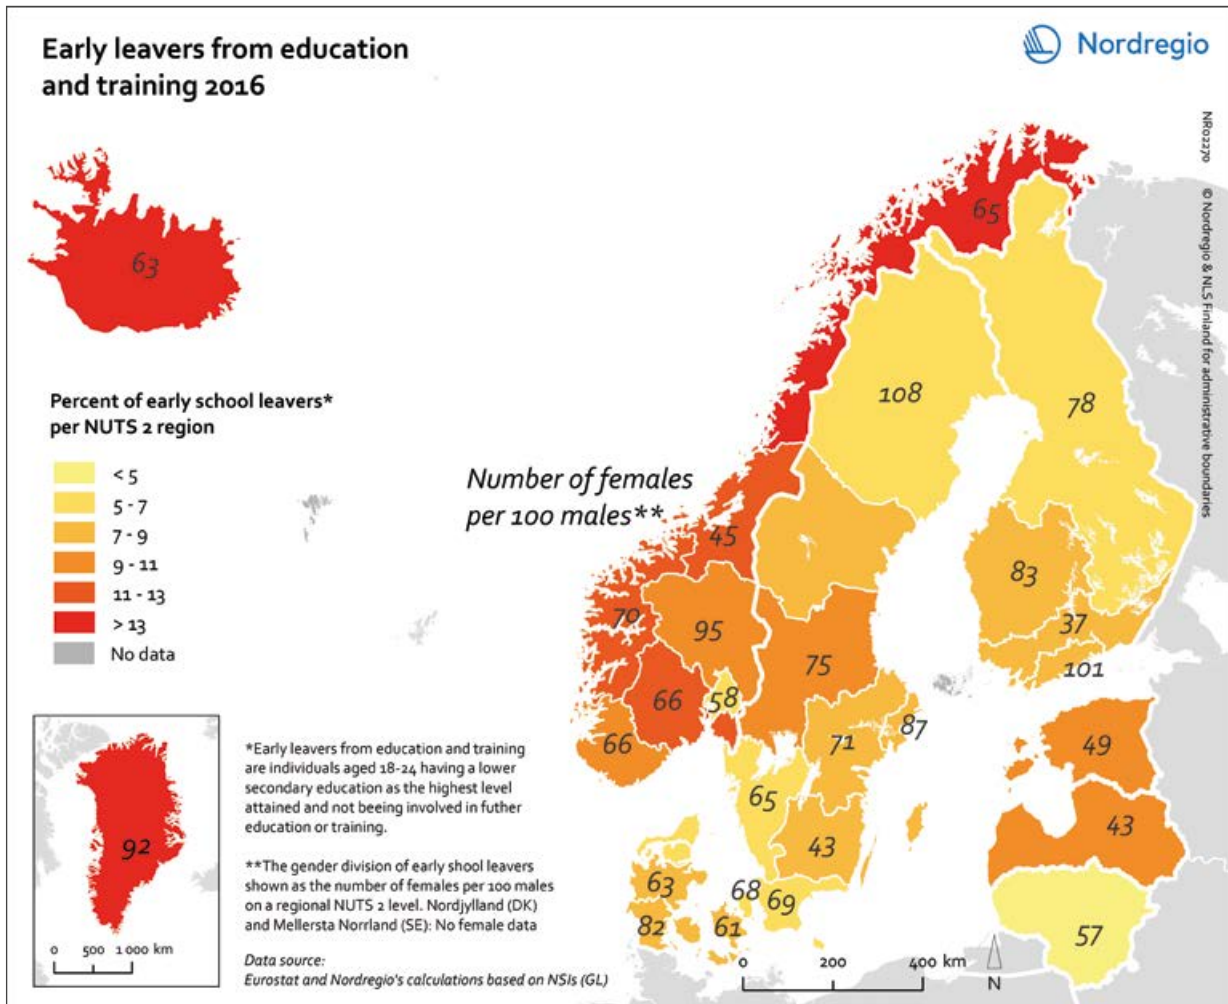 Early leavers from education
and training 2016
Nordregio
NR02270 © Nordregio & NLS Finland for administrative boundaries
63
65
Percent of early school leavers*
per NUTS 2 region
< 5
5 - 7
7 - 9
9 - 11
11 - 13
> 13
No data
Number of females
per 100 males**
108
78
45
83
70
95
37
75
101
66
58
66
87
71
49
65
43
43
63
68
69
82
61
57
92
0 500 1 000 km
*Early leavers from education and training
are individuals aged 18-24 having a lower
secondary education as the highest level
attained and not beeing involved in futher
education or training.
**The gender division of early shool leavers
shown as the number of females per 100 males
on a regional NUTS 2 level. Nordjylland (DK)
and Mellersta Norrland (SE): No female data
Data source:
Eurostat and Nordregio's calculations based on NSIs (GL)
0 200 400 km
N